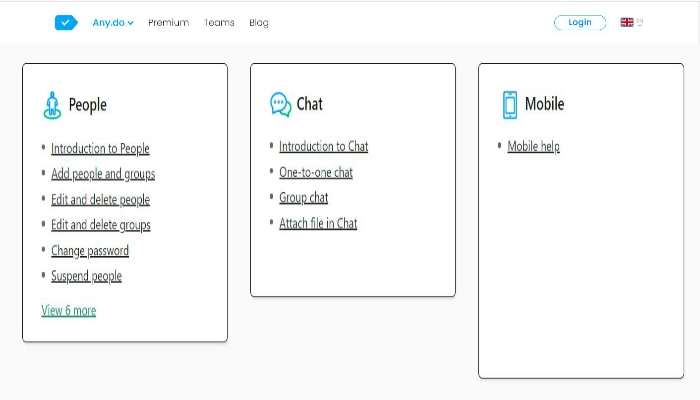 Any.do Premium Teams Blog Login EN
People
Introduction to People
Add people and groups
Edit and delete people
Edit and delete groups
Change password
Suspend people
View 6 more
Chat
Introduction to Chat
One-to-one chat
Group chat
Attach file in Chat
Mobile
Mobile help